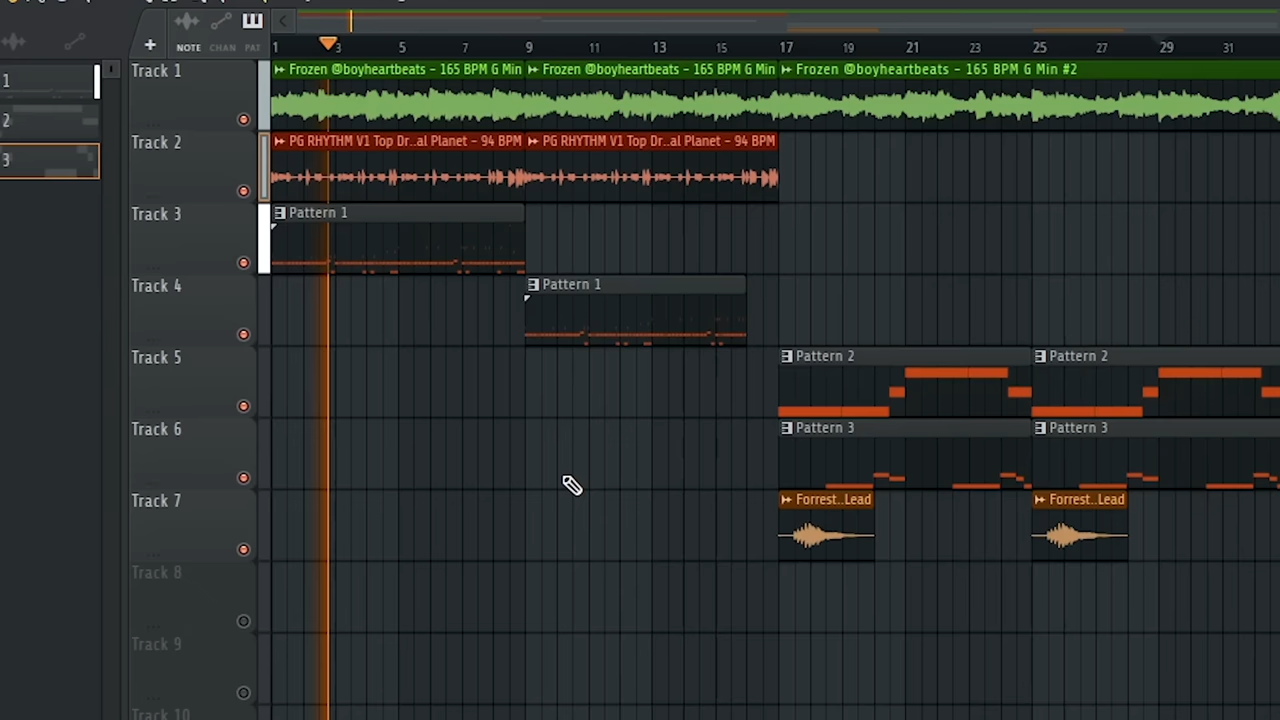 NOTE CHAN PAT
1 3 5 7 9 11 13 15 17 19 21 23 25 27 29 31
1
2
3
Track 1
Frozen @boyheartbeats - 165 BPM G Min
Frozen @boyheartbeats - 165 BPM G Min
Frozen @boyheartbeats - 165 BPM G Min #2
Track 2
PG RHYTHM V1 Top Dr..al Planet - 94 BPM
PG RHYTHM V1 Top Dr..al Planet - 94 BPM
Track 3
Pattern 1
Track 4
Pattern 1
Track 5
Pattern 2
Pattern 2
Track 6
Pattern 3
Pattern 3
Track 7
Forrest..Lead
Forrest..Lead
Track 8
Track 9
Track 10